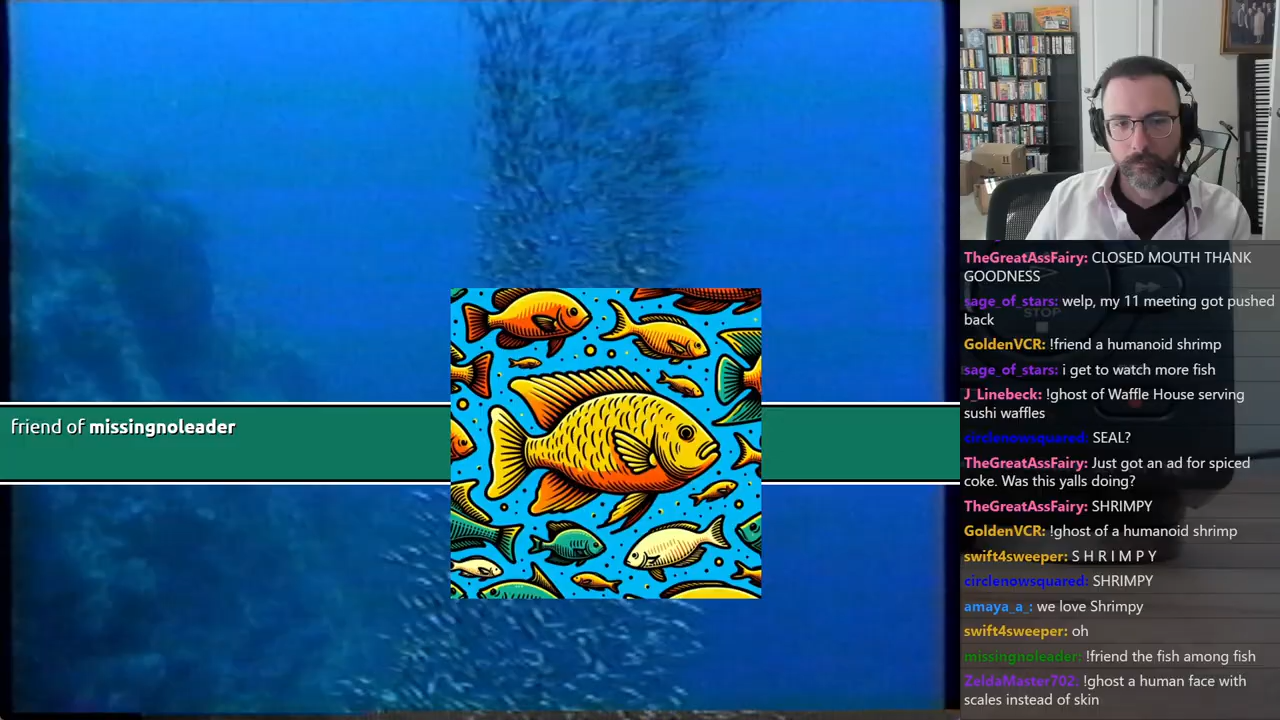 friend of missingnoleader
TheGreatAssFairy: CLOSED MOUTH THANK
GOODNESS
sage_of_stars: welp, my 11 meeting got pushed
back
GoldenVCR: !friend a humanoid shrimp
sage_of_stars: i get to watch more fish
J_Linebeck: !ghost of Waffle House serving
sushi waffles
circlenowsquared: SEAL?
TheGreatAssFairy: Just got an ad for spiced
coke. Was this yalls doing?
TheGreatAssFairy: SHRIMPY
GoldenVCR: !ghost of a humanoid shrimp
swift4sweeper: S H R I M P Y
circlenowsquared: SHRIMPY
amaya_a_: we love Shrimpy
swift4sweeper: oh
missingnoleader: !friend the fish among fish
ZeldaMaster702: !ghost a human face with
scales instead of skin
STOP